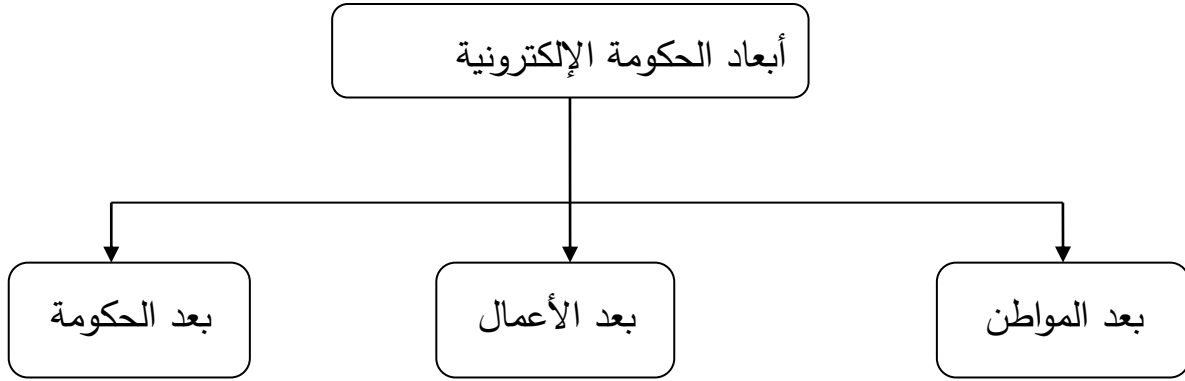 أبعاد الحكومة الإلكترونية
بعد المواطن
بعد الأعمال
بعد الحكومة